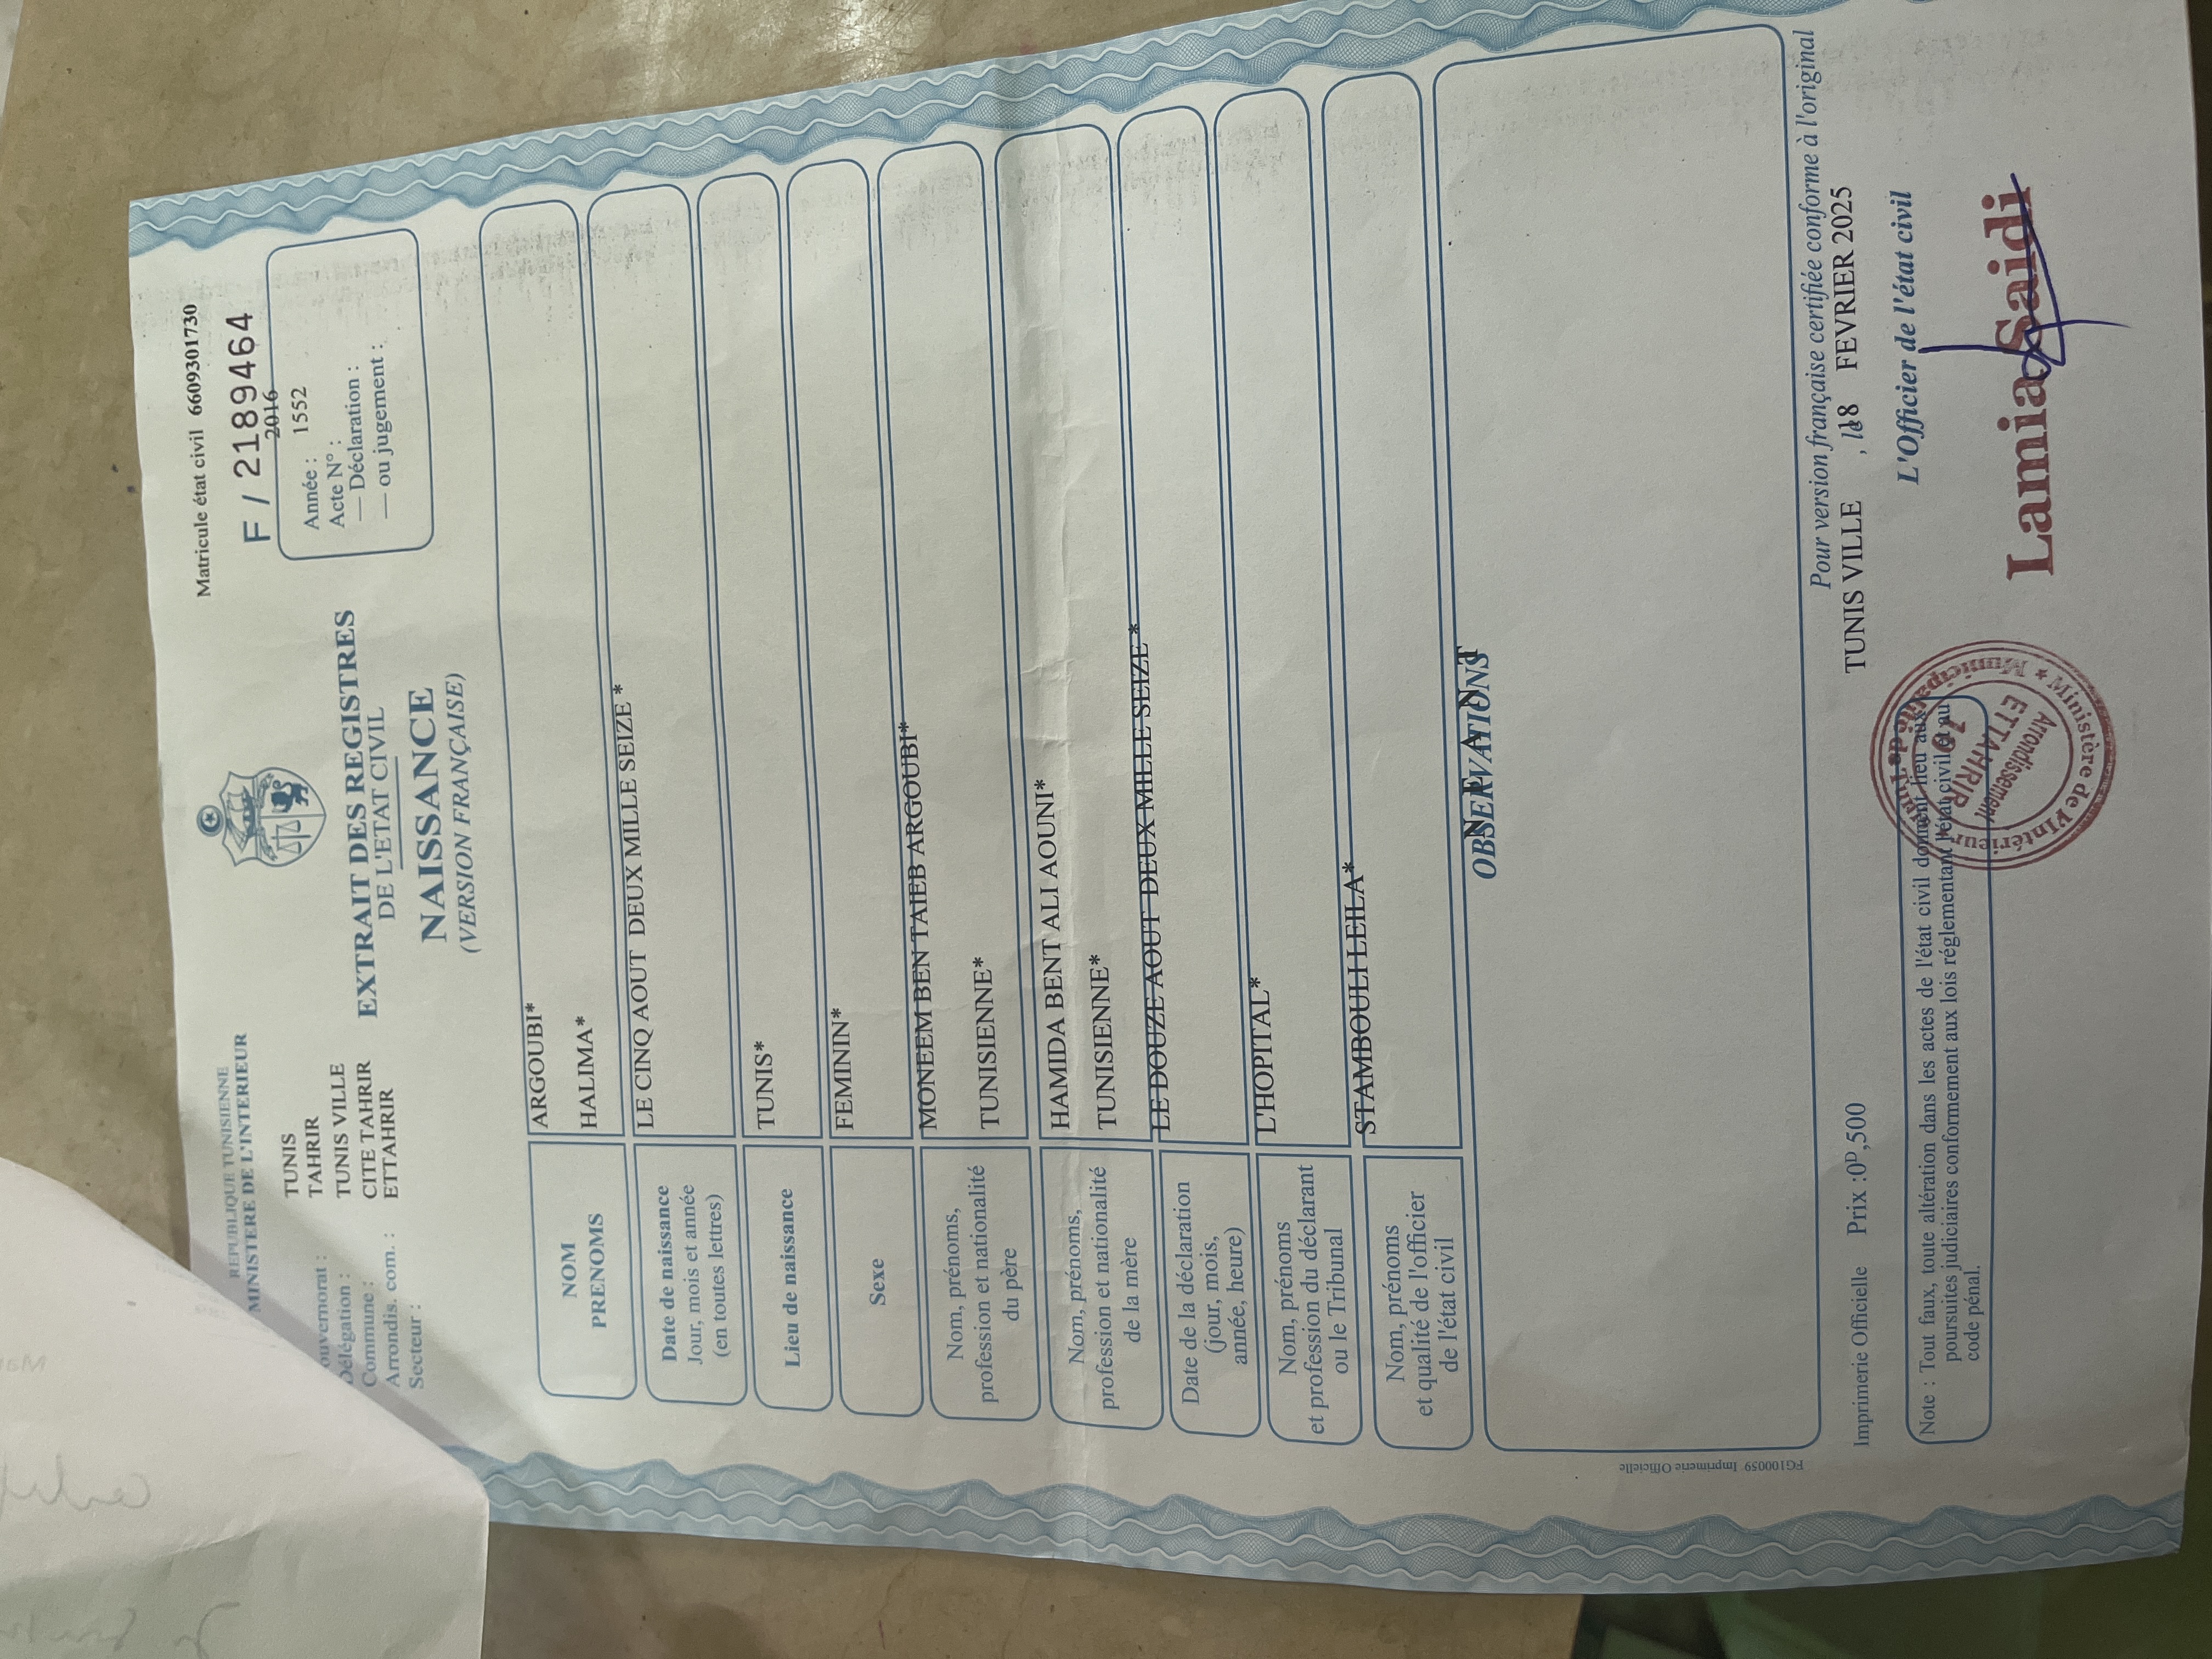 REPUBLIQUE TUNISIENNE
MINISTERE DE L'INTERIEUR
ouvernorat : TUNIS
Délégation : TAHRIR
Commune : TUNIS VILLE
Arrondis. com. : CITE TAHRIR
Secteur : ETTAHRIR
EXTRAIT DES REGISTRES
DE L'ETAT CIVIL
NAISSANCE
(VERSION FRANÇAISE)
Matricule état civil 6609301730
F / 2189464
2016
Année :
1552
Acte N° :
— Déclaration :
— ou jugement :
NOM ARGOUBI*
PRENOMS HALIMA*
Date de naissance
Jour, mois et année
(en toutes lettres)
LE CINQ AOUT DEUX MILLE SEIZE *
Lieu de naissance TUNIS*
Sexe FEMININ*
Nom, prénoms,
profession et nationalité
du père
MONEEM BEN TAIEB ARGOUBI*
TUNISIENNE*
Nom, prénoms,
profession et nationalité
de la mère
HAMIDA BENT ALI AOUNI*
TUNISIENNE*
Date de la déclaration
(jour, mois,
année, heure)
LE DOUZE AOUT DEUX MILLE SEIZE *
Nom, prénoms
et profession du déclarant
ou le Tribunal
L'HOPITAL*
Nom, prénoms
et qualité de l'officier
de l'état civil
STAMBOULI LEILA*
OBSERVATIONS
N E A N T
FG100059 Imprimerie Officielle
Pour version française certifiée conforme à l'original
Imprimerie Officielle Prix :0D,500
TUNIS VILLE , le 18 FEVRIER 2025
L'Officier de l'état civil
Note : Tout faux, toute altération dans les actes de l'état civil donnent lieu aux
poursuites judiciaires conformément aux lois réglementant l'état civil et au
code pénal.
Ministère de l'Intérieur ★ Municipalité de Tunis
Arrondissement
ETTAHRIR
Lamia Saidi